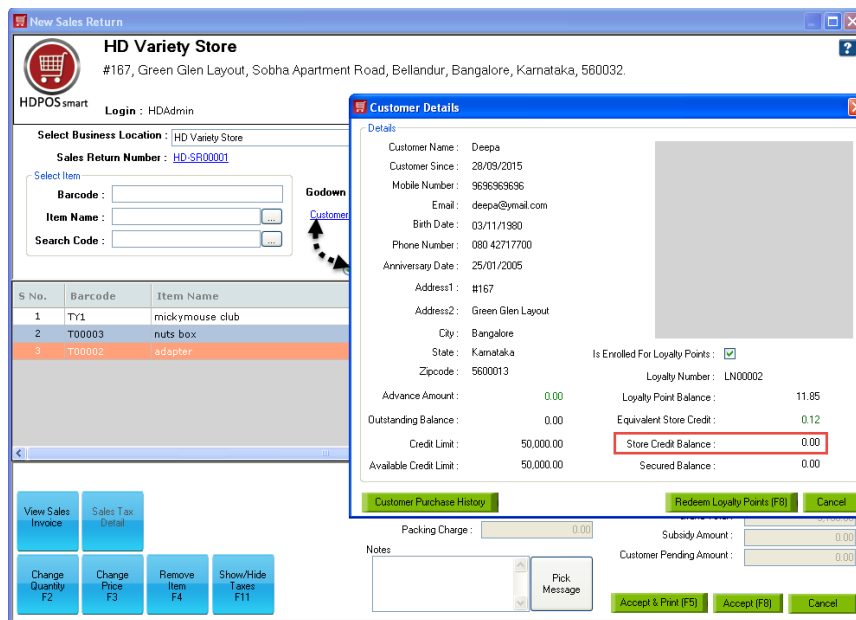 New Sales Return
HD Variety Store
#167, Green Glen Layout, Sobha Apartment Road, Bellandur, Bangalore, Karnataka, 560032.
HDPOS smart
Login : HDAdmin
Select Business Location : HD Variety Store
Sales Return Number : HD-SR00001
Select Item
Barcode :
Item Name : ...
Search Code : ...
Godown
Customer
S No. Barcode Item Name
1 TY1 mickymouse club
2 T00003 nuts box
3 T00002 adapter
Customer Details
Details
Customer Name : Deepa
Customer Since : 28/09/2015
Mobile Number : 9696969696
Email : deepa@ymail.com
Birth Date : 03/11/1980
Phone Number : 080 42717700
Anniversary Date : 25/01/2005
Address1 : #167
Address2 : Green Glen Layout
City : Bangalore
State : Karnataka
Zipcode : 5600013
Is Enrolled For Loyalty Points :
Loyalty Number : LN00002
Advance Amount : 0.00
Loyalty Point Balance : 11.85
Outstanding Balance : 0.00
Equivalent Store Credit : 0.12
Credit Limit : 50,000.00
Store Credit Balance : 0.00
Available Credit Limit : 50,000.00
Secured Balance : 0.00
Customer Purchase History
Redeem Loyalty Points (F8)
Cancel
View Sales Invoice
Sales Tax Detail
Packing Charge : 0.00
Subsidy Amount : 0.00
Customer Pending Amount : 0.00
Notes
Pick Message
Change Quantity F2
Change Price F3
Remove Item F4
Show/Hide Taxes F11
Accept & Print (F5)
Accept (F8)
Cancel